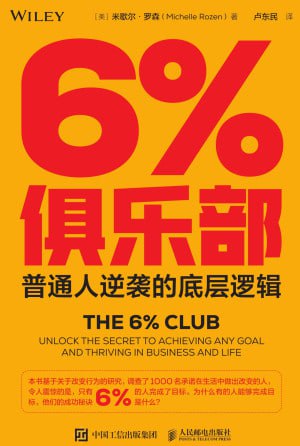 WILEY
[美] 米歇尔·罗森(Michelle Rozen)著 卢东民 译
6%
俱乐部
普通人逆袭的底层逻辑
THE 6% CLUB
UNLOCK THE SECRET TO ACHIEVING ANY GOAL
AND THRIVING IN BUSINESS AND LIFE
本书基于关于改变行为的研究,调查了1000名承诺在生活中做出改变的人,
令人震惊的是,只有6%的人完成了目标,为什么有的人能够完成目
标,他们的成功秘诀是什么?
中国工信出版集团 人民邮电出版社
POSTS & TELECOM PRESS